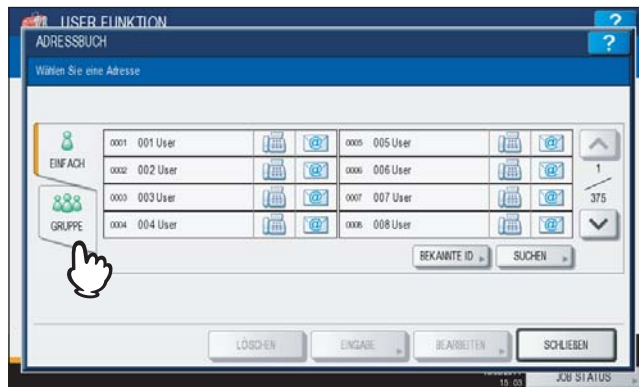 USER FUNKTION
?
ADRESSBUCH
?
Wählen Sie eine Adresse
EINFACH
GRUPPE
0001 001 User @ 0005 005 User @
0002 002 User @ 0006 006 User @
0003 003 User @ 0007 007 User @
0004 004 User @ 0008 008 User @
1
375
BEKANNTE ID
SUCHEN
LÖSCHEN
EINGABE
BEARBEITEN
SCHLIEßEN
15:03
JOB STATUS